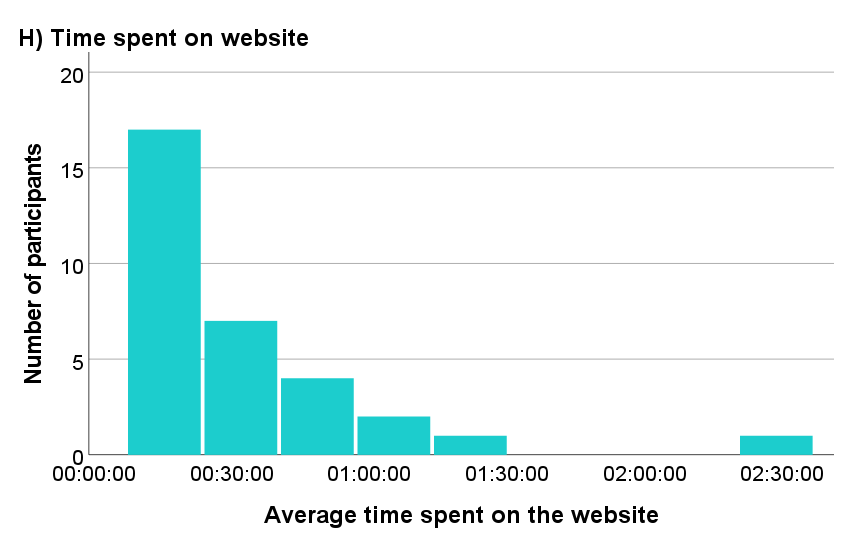 H) Time spent on website
20
15
10
5
0
Number of participants
00:00:00 00:30:00 01:00:00 01:30:00 02:00:00 02:30:00
Average time spent on the website